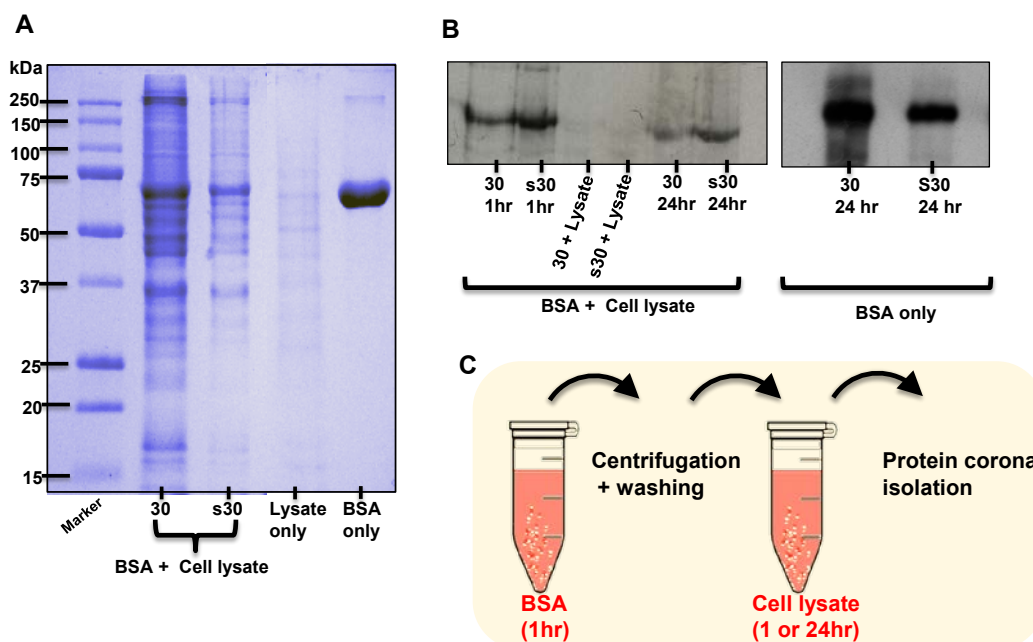 A
kDa
250
150
100
75
50
37
25
20
15
Marker
30
s30
Lysate
only
BSA
only
BSA + Cell lysate
B
30
1hr
s30
1hr
30 + Lysate
s30 + Lysate
30
24hr
s30
24hr
BSA + Cell lysate
30
24 hr
S30
24 hr
BSA only
C
Centrifugation
+ washing
Protein corona
isolation
BSA
(1hr)
Cell lysate
(1 or 24hr)